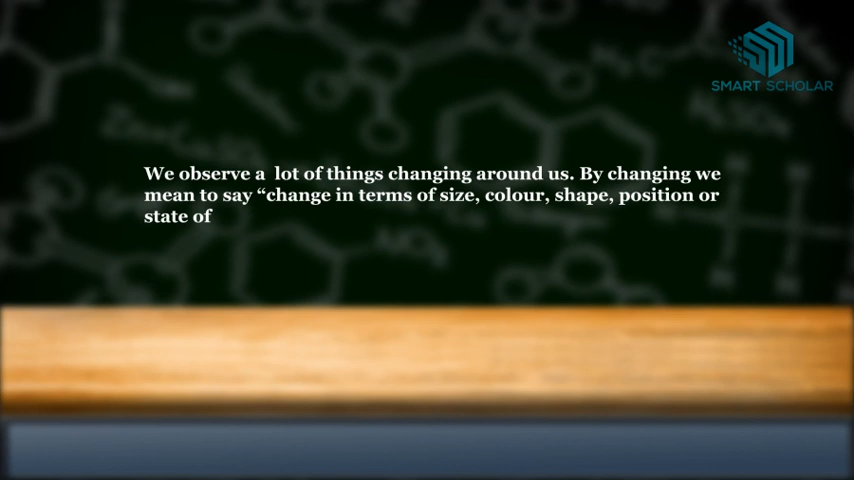 SMART SCHOLAR
We observe a lot of things changing around us. By changing we
mean to say “change in terms of size, colour, shape, position or
state of